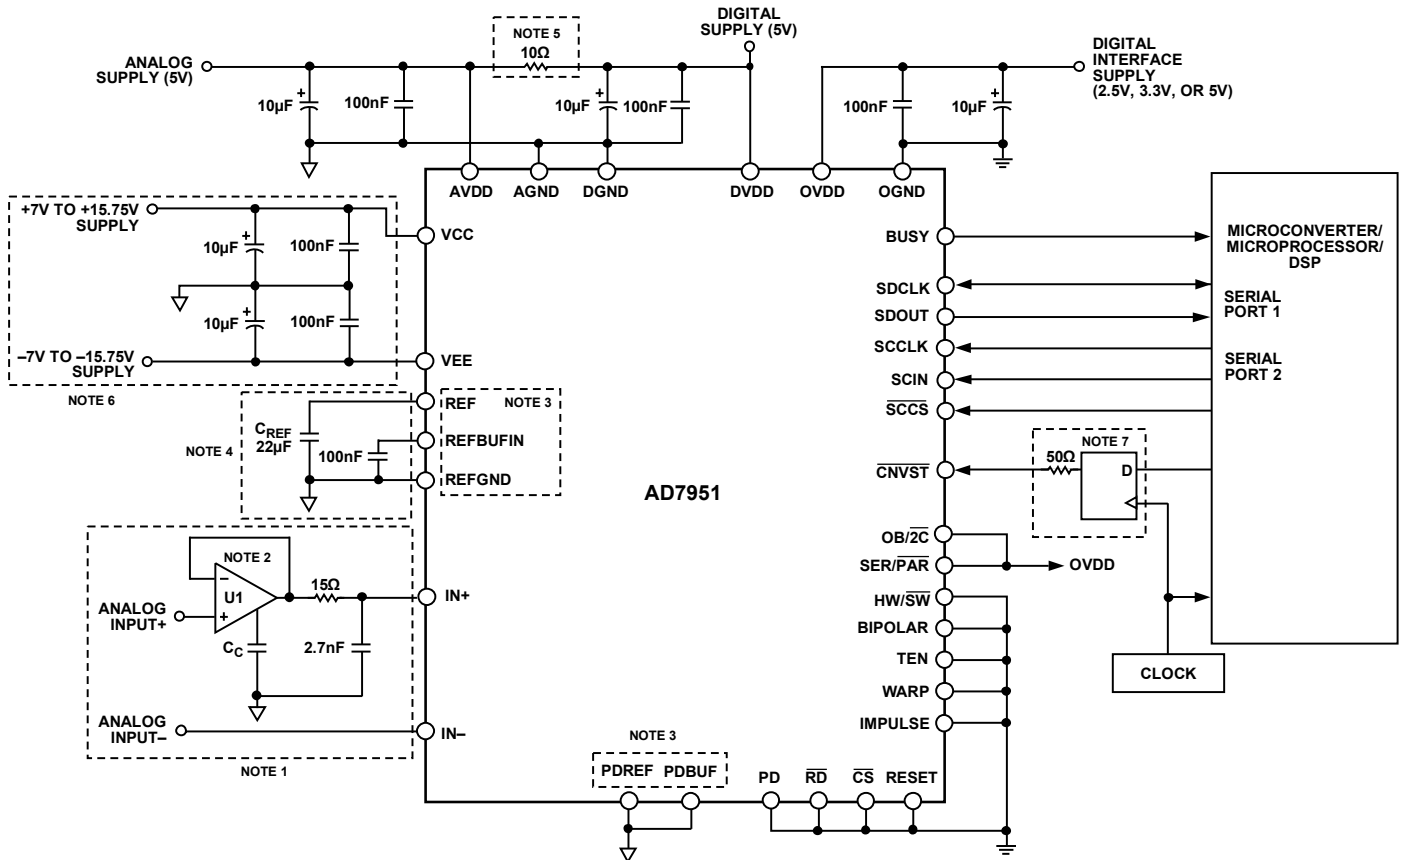 DIGITAL
SUPPLY (5V)
NOTE 5
10Ω
ANALOG
SUPPLY (5V)
DIGITAL
INTERFACE
SUPPLY
(2.5V, 3.3V, OR 5V)
+
10µF
100nF
+
10µF
100nF
100nF
+
10µF
AVDD
AGND
DGND
DVDD
OVDD
OGND
+7V TO +15.75V
SUPPLY
+
10µF
100nF
+
10µF
100nF
–7V TO –15.75V
SUPPLY
NOTE 6
VCC
VEE
REF
NOTE 3
REFBUFIN
REFGND
CREF
22µF
100nF
NOTE 4
AD7951
BUSY
SDCLK
SDOUT
SCCLK
SCIN
SCCS
CNVST
OB/2C
SER/PAR
OVDD
HW/SW
BIPOLAR
TEN
WARP
IMPULSE
MICROCONVERTER/
MICROPROCESSOR/
DSP
SERIAL
PORT 1
SERIAL
PORT 2
NOTE 7
50Ω
D
CLOCK
NOTE 2
–
U1
+
15Ω
ANALOG
INPUT+
CC
2.7nF
IN+
ANALOG
INPUT–
IN–
NOTE 1
NOTE 3
PDREF
PDBUF
PD
RD
CS
RESET